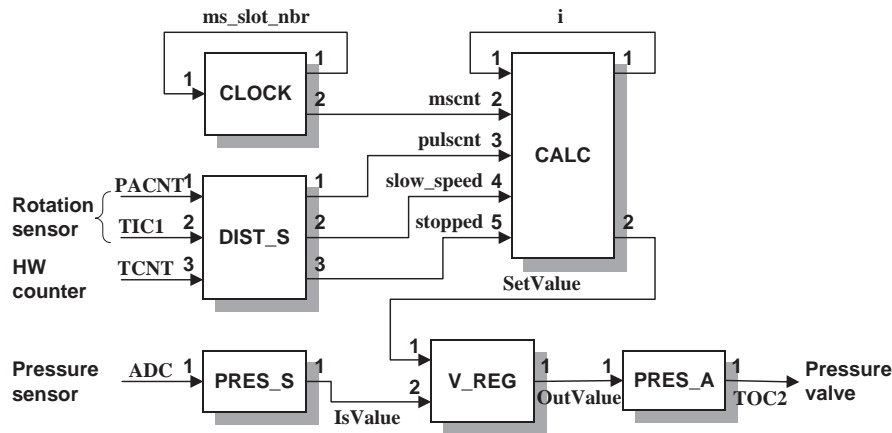 ms_slot_nbr
i
1
CLOCK
1
2
mscnt
1
2
3
4
5
CALC
1
2
pulscnt
slow_speed
stopped
Rotation sensor
PACNT
1
TIC1
2
HW counter
TCNT
3
DIST_S
1
2
3
SetValue
Pressure sensor
ADC
1
PRES_S
1
IsValue
1
2
V_REG
1
OutValue
1
PRES_A
1
TOC2
Pressure valve